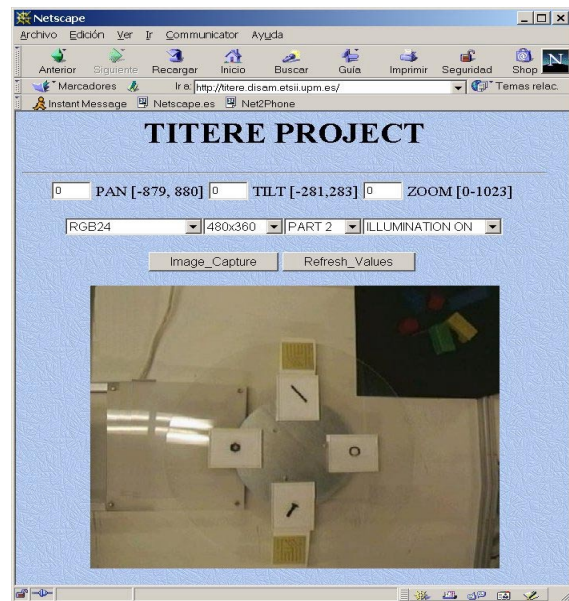 Netscape
Archivo Edición Ver Ir Communicator Ayuda
Anterior Siguiente Recargar Inicio Buscar Guía Imprimir Seguridad Shop N
Marcadores Ir a: http://titere.disam.etsii.upm.es/ Temas relac.
Instant Message Netscape.es Net2Phone
TITERE PROJECT
0 PAN [-879, 880] 0 TILT [-281,283] 0 ZOOM [0-1023]
RGB24 480x360 PART 2 ILLUMINATION ON
Image_Capture Refresh_Values